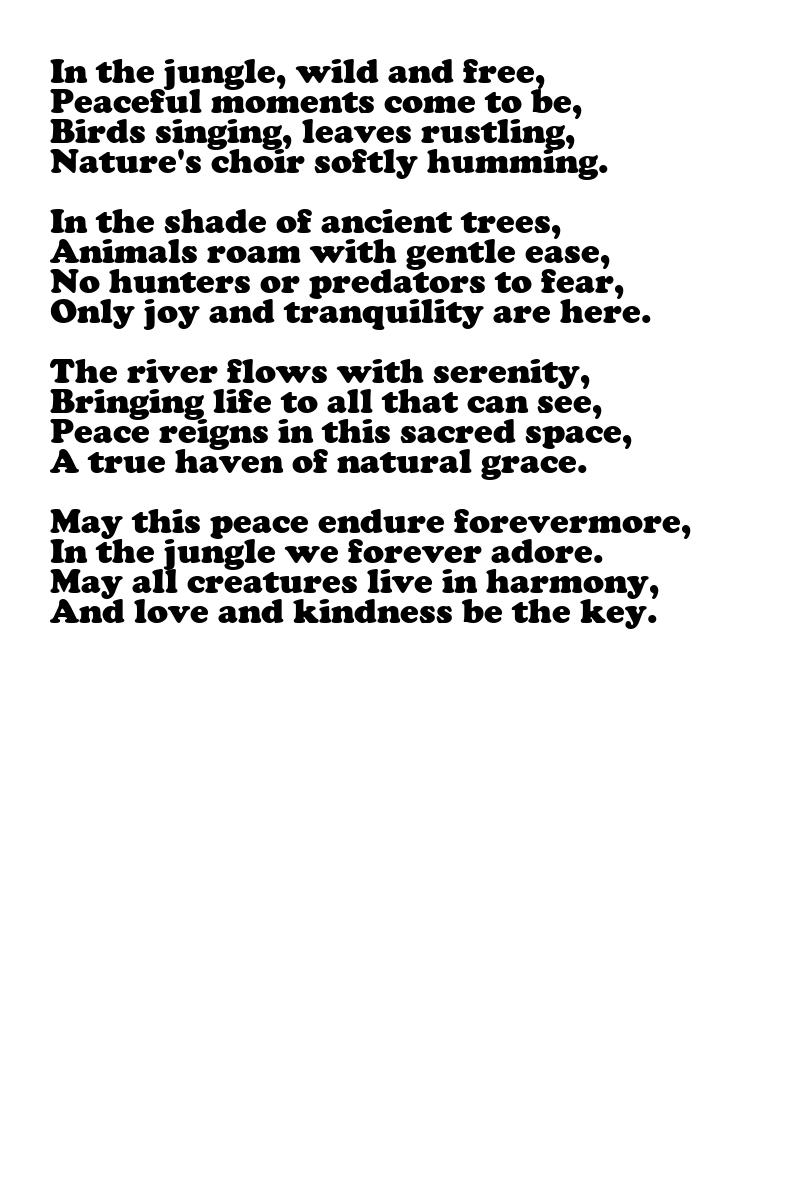 In the jungle, wild and free,
Peaceful moments come to be,
Birds singing, leaves rustling,
Nature's choir softly humming.

In the shade of ancient trees,
Animals roam with gentle ease,
No hunters or predators to fear,
Only joy and tranquility are here.

The river flows with serenity,
Bringing life to all that can see,
Peace reigns in this sacred space,
A true haven of natural grace.

May this peace endure forevermore,
In the jungle we forever adore.
May all creatures live in harmony,
And love and kindness be the key.